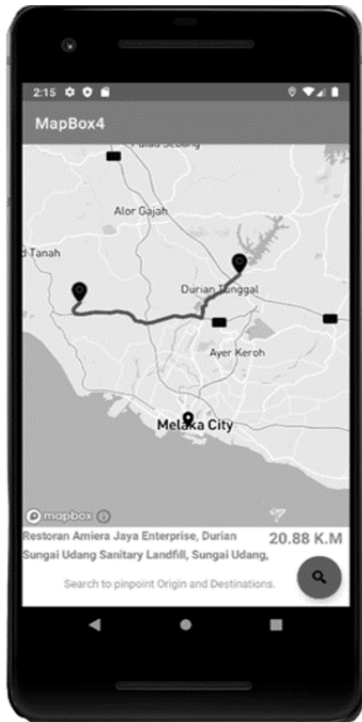 2:15
MapBox4
Alor Gajah
Tanah
Durian Tunggal
Ayer Keroh
Melaka City
mapbox
Restoran Amiera Jaya Enterprise, Durian
20.88 K.M
Sungai Udang Sanitary Landfill, Sungai Udang,
Search to pinpoint Origin and Destinations.